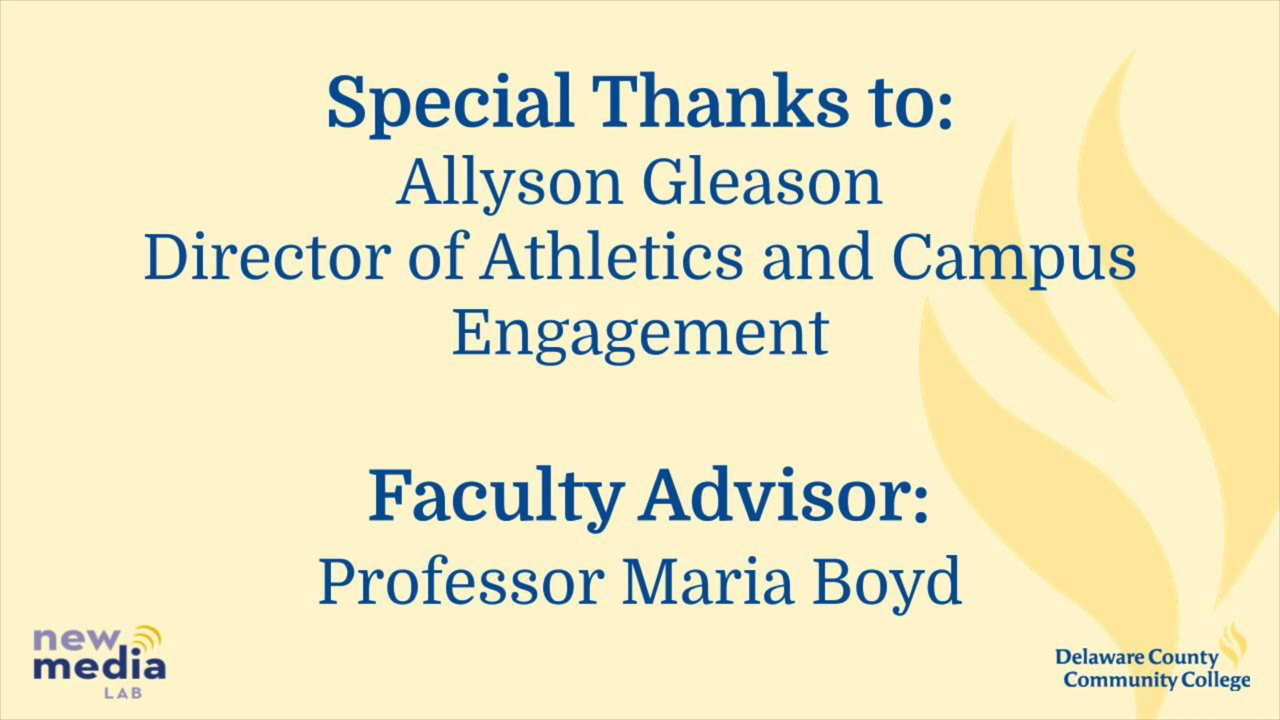 Special Thanks to:
Allyson Gleason
Director of Athletics and Campus
Engagement
Faculty Advisor:
Professor Maria Boyd
new
media
LAB
Delaware County
Community College